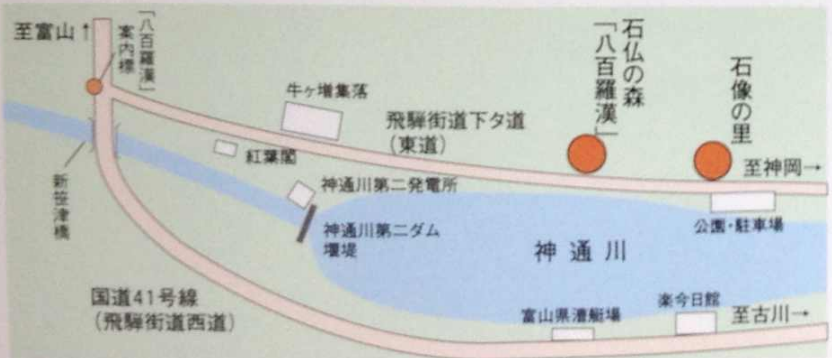 至富山↑
「八百羅漢」
案内標
牛ヶ増集落
飛騨街道下タ道
(東道)
石仏の森
「八百羅漢」
石像の里
至神岡→
紅葉閣
新笹津橋
神通川第二発電所
神通川第二ダム
堰堤
公園・駐車場
神通川
国道41号線
(飛騨街道西道)
富山県漕艇場
楽今日館
至古川→